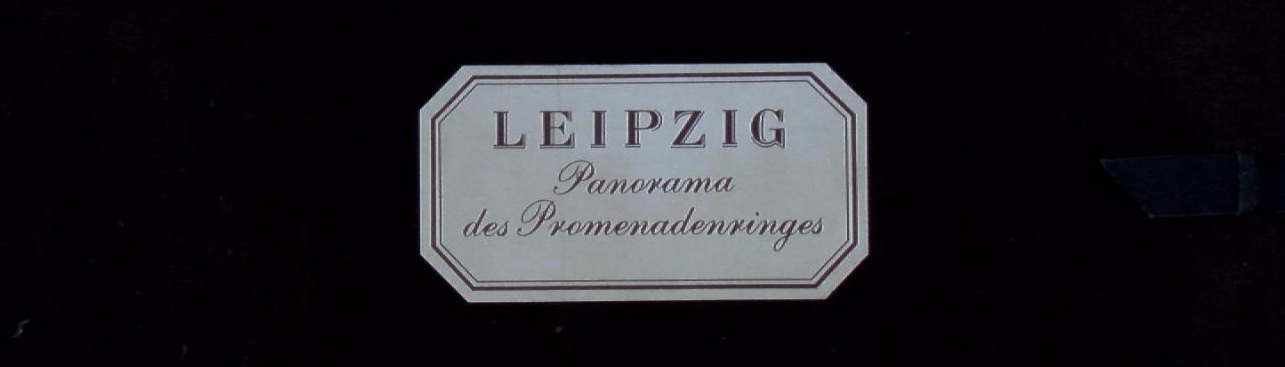 LEIPZIG
Panorama
des Promenadenringes